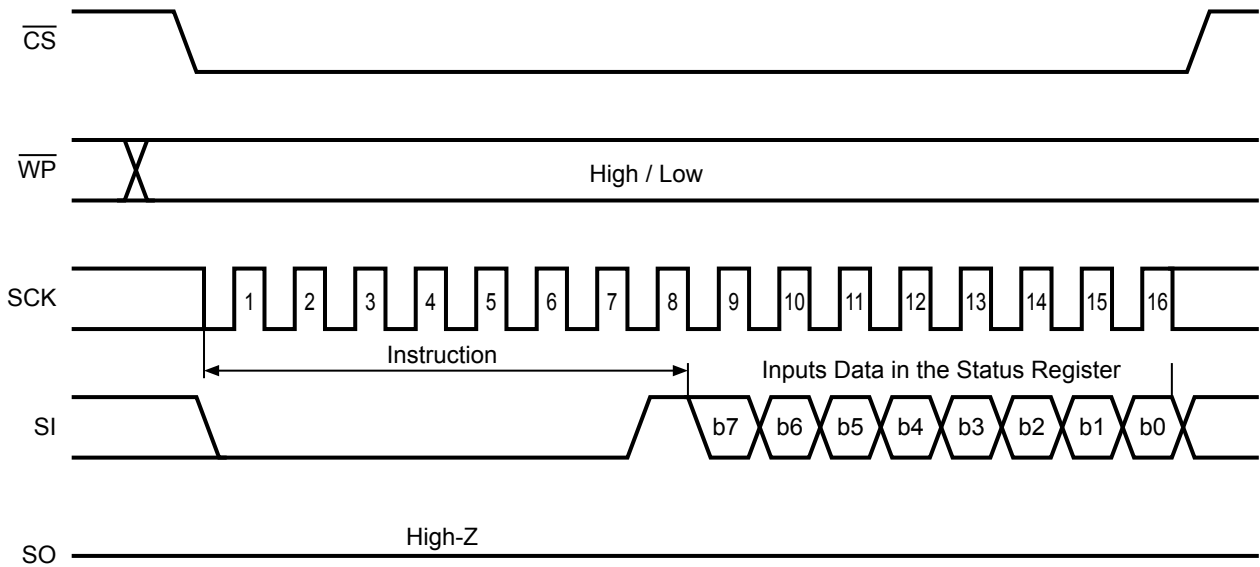 CS
WP
High / Low
SCK
1 2 3 4 5 6 7 8 9 10 11 12 13 14 15 16
Instruction
Inputs Data in the Status Register
SI
b7 b6 b5 b4 b3 b2 b1 b0
High-Z
SO